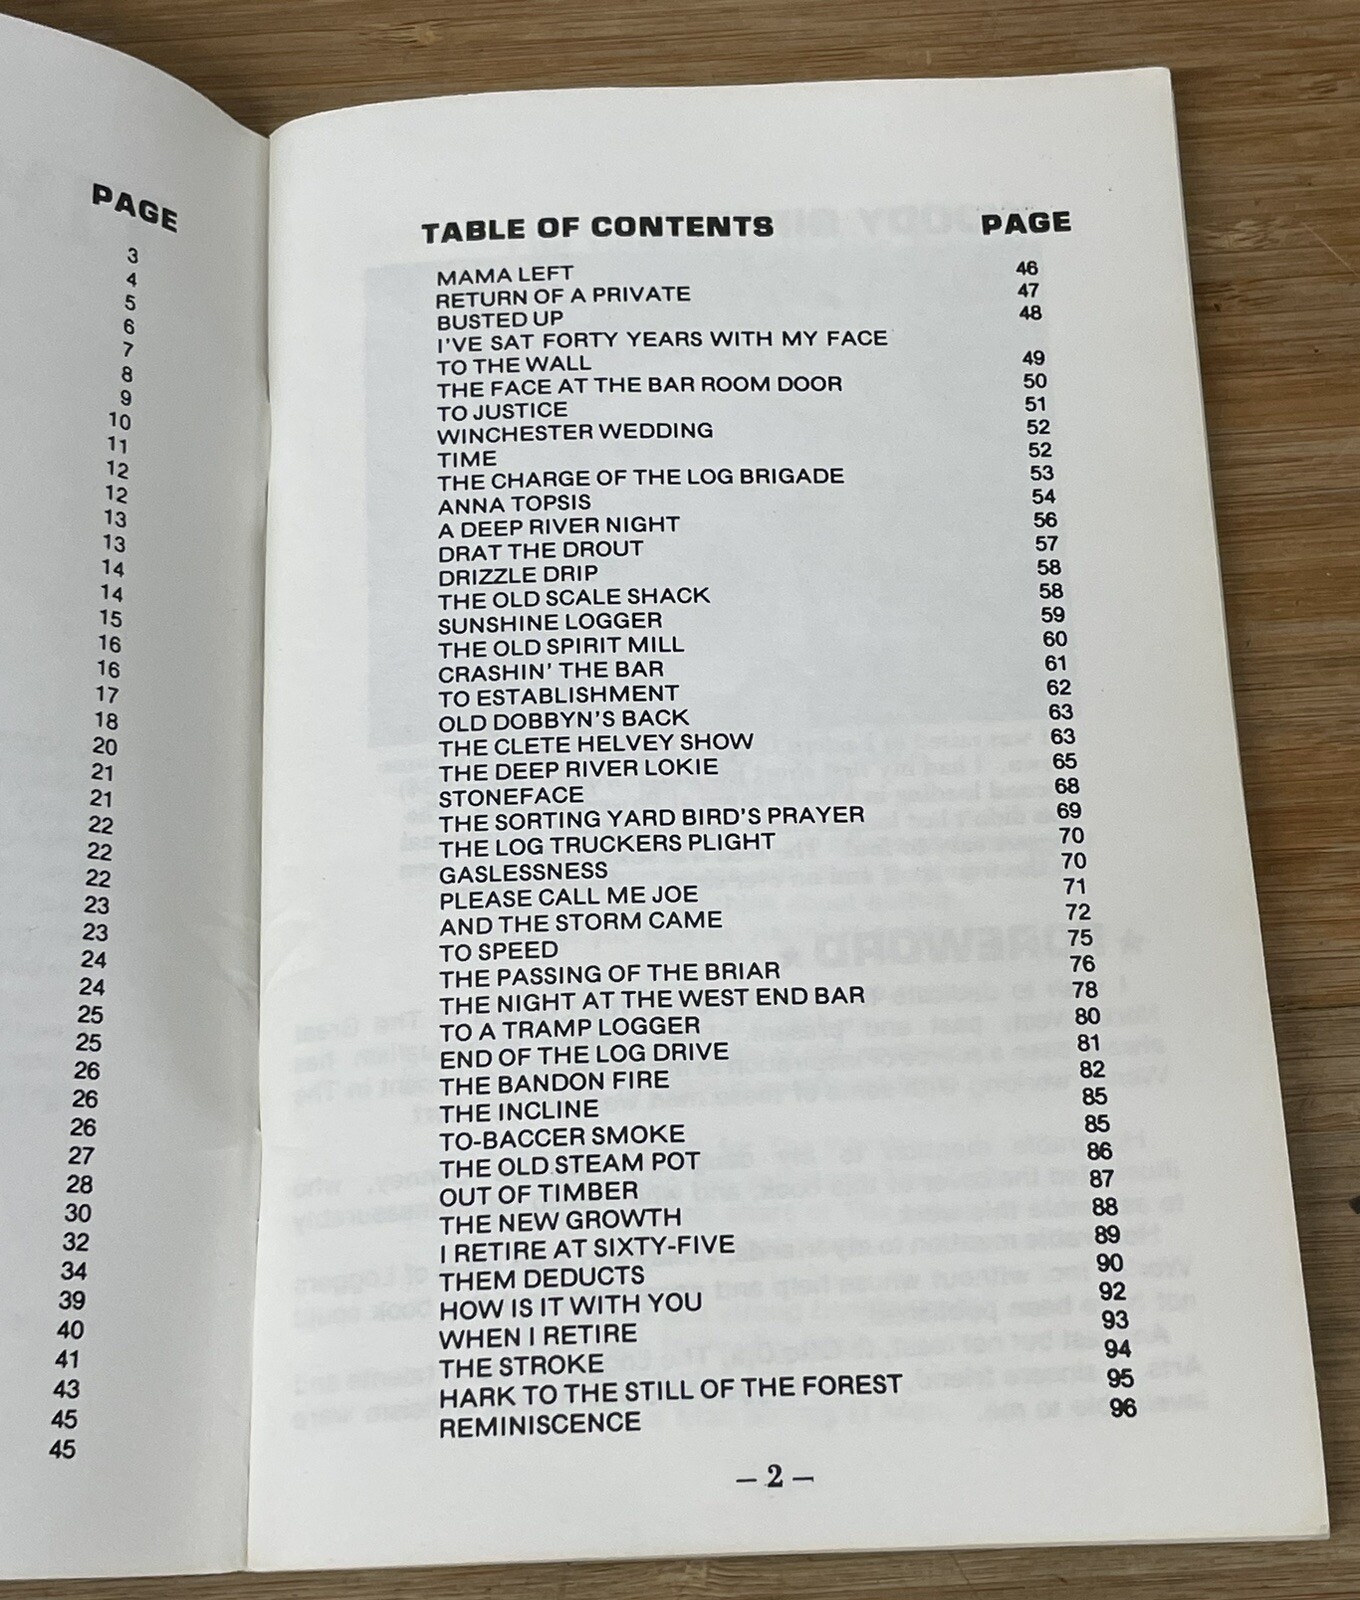 PAGE
3
4
5
6
7
8
9
10
11
12
12
13
13
14
14
15
16
16
17
18
20
21
21
22
22
22
23
23
24
24
25
25
26
26
26
27
28
30
32
34
39
40
41
43
45
45
TABLE OF CONTENTS PAGE
MAMA LEFT 46
RETURN OF A PRIVATE 47
BUSTED UP 48
I'VE SAT FORTY YEARS WITH MY FACE
TO THE WALL 49
THE FACE AT THE BAR ROOM DOOR 50
TO JUSTICE 51
WINCHESTER WEDDING 52
TIME 52
THE CHARGE OF THE LOG BRIGADE 53
ANNA TOPSIS 54
A DEEP RIVER NIGHT 56
DRAT THE DROUT 57
DRIZZLE DRIP 58
THE OLD SCALE SHACK 58
SUNSHINE LOGGER 59
THE OLD SPIRIT MILL 60
CRASHIN' THE BAR 61
TO ESTABLISHMENT 62
OLD DOBBYN'S BACK 63
THE CLETE HELVEY SHOW 63
THE DEEP RIVER LOKIE 65
STONEFACE 68
THE SORTING YARD BIRD'S PRAYER 69
THE LOG TRUCKERS PLIGHT 70
GASLESSNESS 70
PLEASE CALL ME JOE 71
AND THE STORM CAME 72
TO SPEED 75
THE PASSING OF THE BRIAR 76
THE NIGHT AT THE WEST END BAR 78
TO A TRAMP LOGGER 80
END OF THE LOG DRIVE 81
THE BANDON FIRE 82
THE INCLINE 85
TO-BACCER SMOKE 85
THE OLD STEAM POT 86
OUT OF TIMBER 87
THE NEW GROWTH 88
I RETIRE AT SIXTY-FIVE 89
THEM DEDUCTS 90
HOW IS IT WITH YOU 92
WHEN I RETIRE 93
THE STROKE 94
HARK TO THE STILL OF THE FOREST 95
REMINISCENCE 96
— 2 —